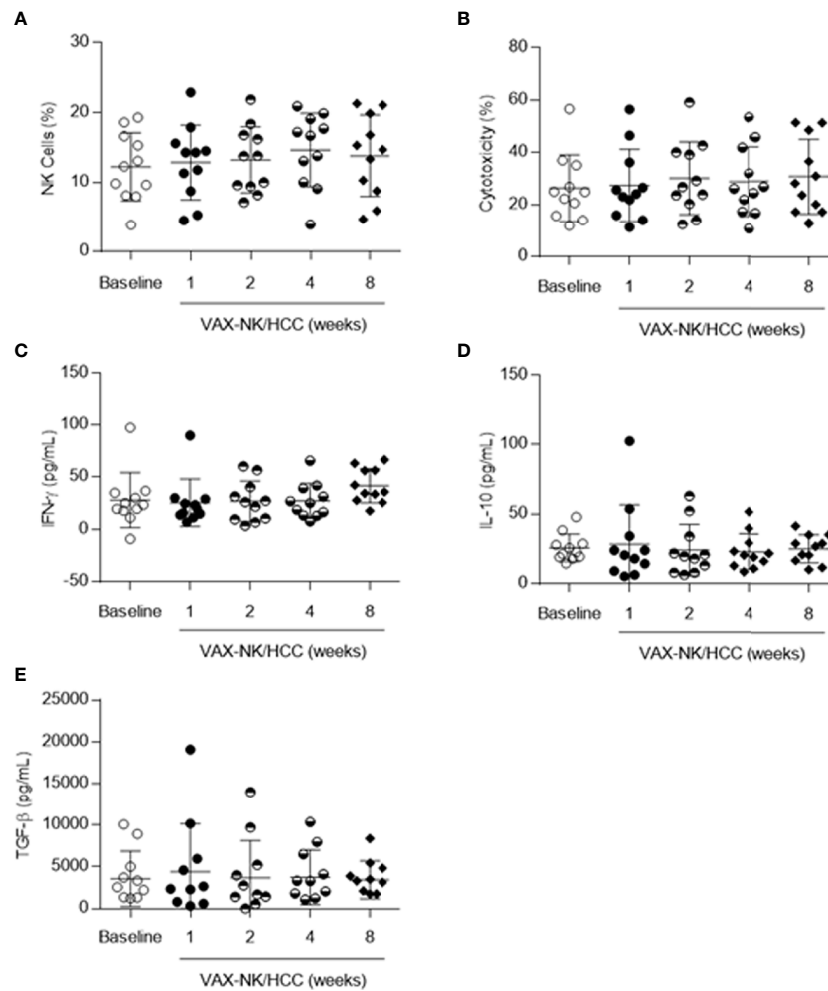 A
NK Cells (%)
30
20
10
0
Baseline 1 2 4 8
VAX-NK/HCC (weeks)
B
Cytotoxicity (%)
80
60
40
20
0
Baseline 1 2 4 8
VAX-NK/HCC (weeks)
C
IFN-γ (pg/mL)
150
100
50
0
-50
Baseline 1 2 4 8
VAX-NK/HCC (weeks)
D
IL-10 (pg/mL)
150
100
50
0
Baseline 1 2 4 8
VAX-NK/HCC (weeks)
E
TGF-β (pg/mL)
25000
20000
15000
10000
5000
0
Baseline 1 2 4 8
VAX-NK/HCC (weeks)